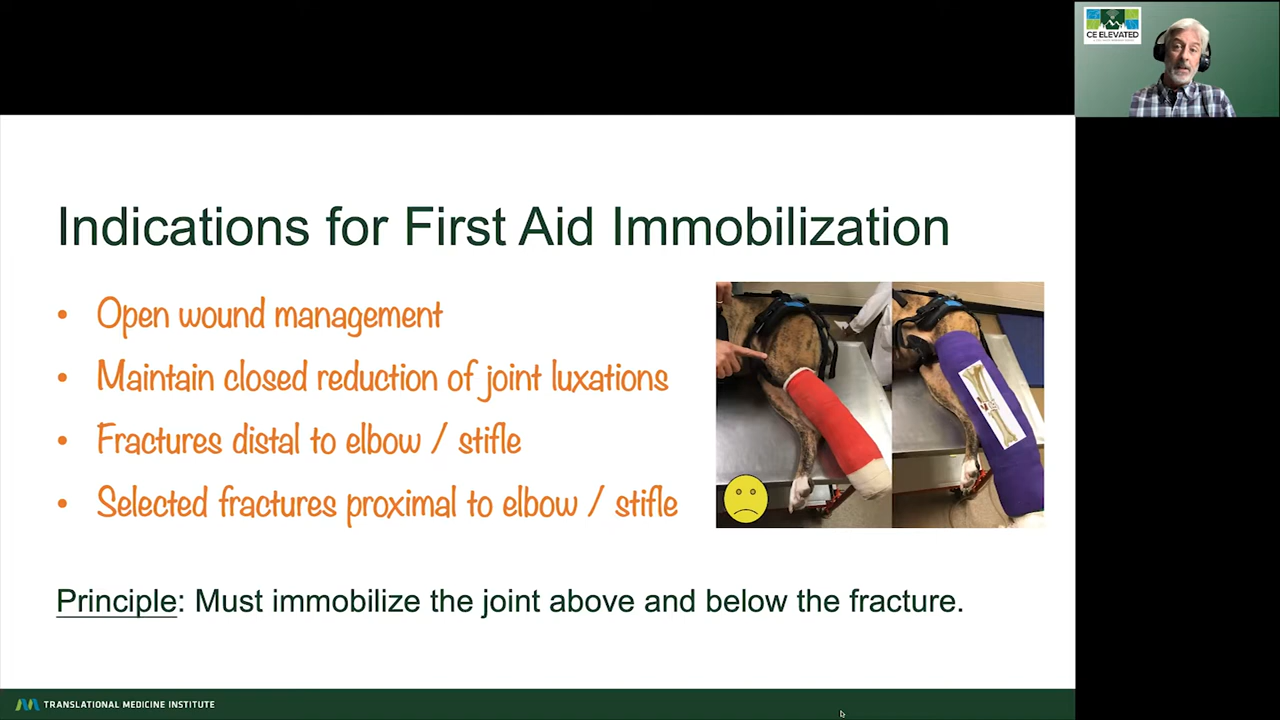 CE ELEVATED
Indications for First Aid Immobilization
• Open wound management
• Maintain closed reduction of joint luxations
• Fractures distal to elbow / stifle
• Selected fractures proximal to elbow / stifle
Principle: Must immobilize the joint above and below the fracture.
TRANSLATIONAL MEDICINE INSTITUTE